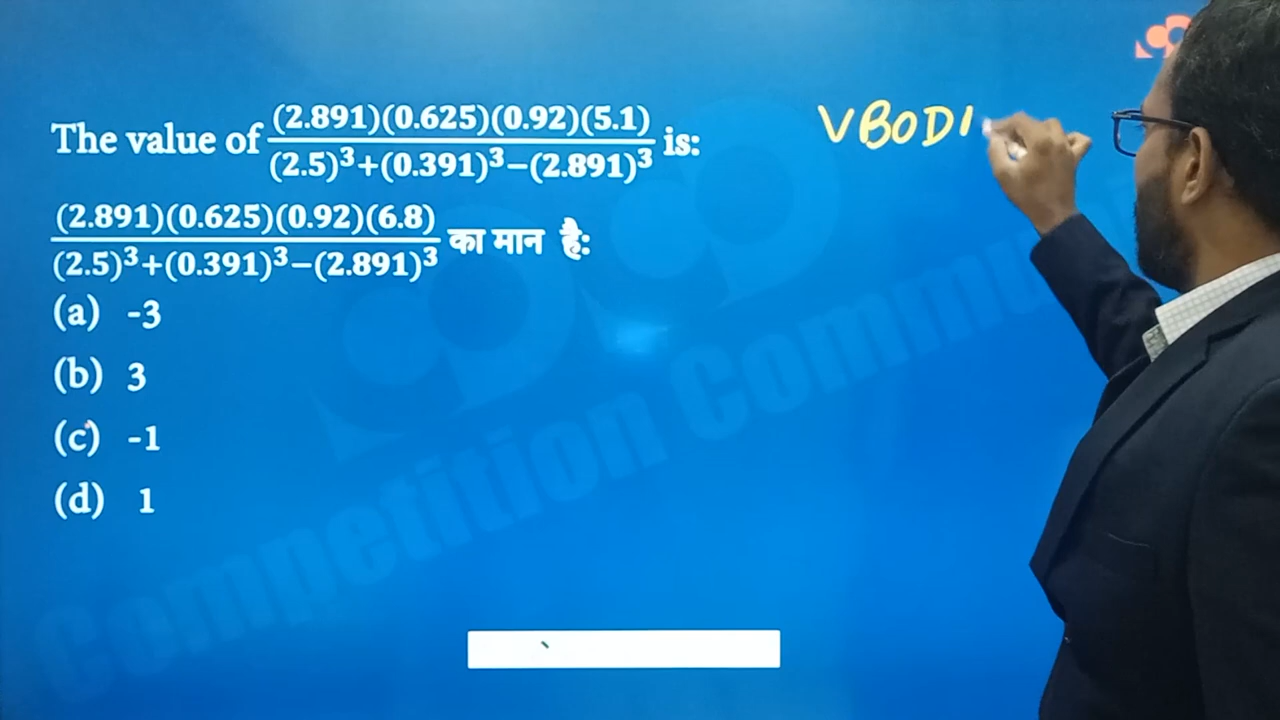 The value of (2.891)(0.625)(0.92)(5.1) / (2.5)³+(0.391)³−(2.891)³ is:
VBODI
(2.891)(0.625)(0.92)(6.8) / (2.5)³+(0.391)³−(2.891)³ का मान है:
(a) -3
(b) 3
(c) -1
(d) 1